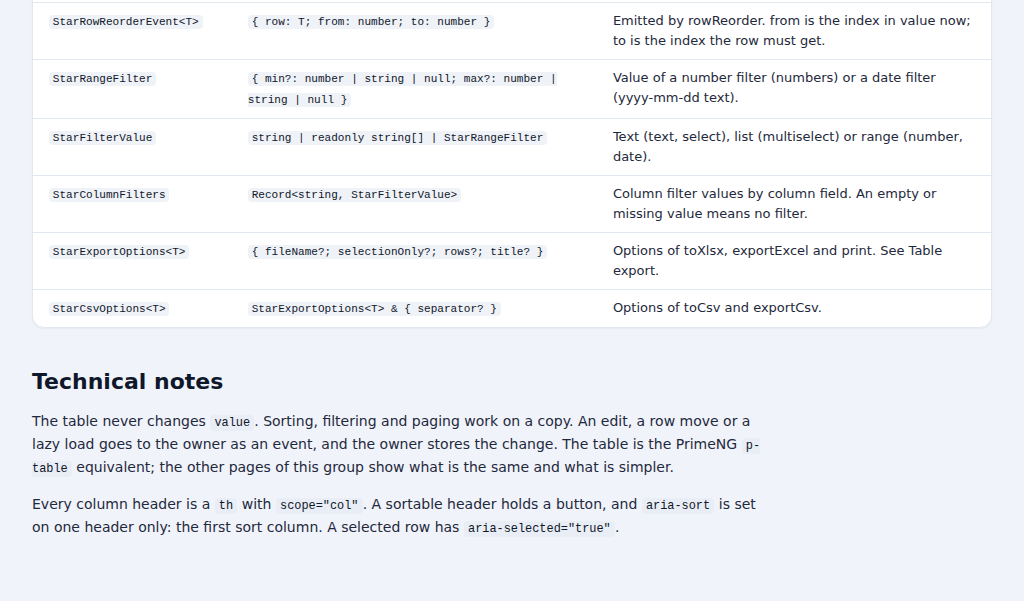 StarRowReorderEvent<T> { row: T; from: number; to: number } Emitted by rowReorder. from is the index in value now;
to is the index the row must get.
StarRangeFilter { min?: number | string | null; max?: number | Value of a number filter (numbers) or a date filter
string | null } (yyyy-mm-dd text).
StarFilterValue string | readonly string[] | StarRangeFilter Text (text, select), list (multiselect) or range (number,
date).
StarColumnFilters Record<string, StarFilterValue> Column filter values by column field. An empty or
missing value means no filter.
StarExportOptions<T> { fileName?; selectionOnly?; rows?; title? } Options of toXlsx, exportExcel and print. See Table
export.
StarCsvOptions<T> StarExportOptions<T> & { separator? } Options of toCsv and exportCsv.
Technical notes
The table never changes value. Sorting, filtering and paging work on a copy. An edit, a row move or a
lazy load goes to the owner as an event, and the owner stores the change. The table is the PrimeNG p-
table equivalent; the other pages of this group show what is the same and what is simpler.
Every column header is a th with scope="col". A sortable header holds a button, and aria-sort is set
on one header only: the first sort column. A selected row has aria-selected="true".